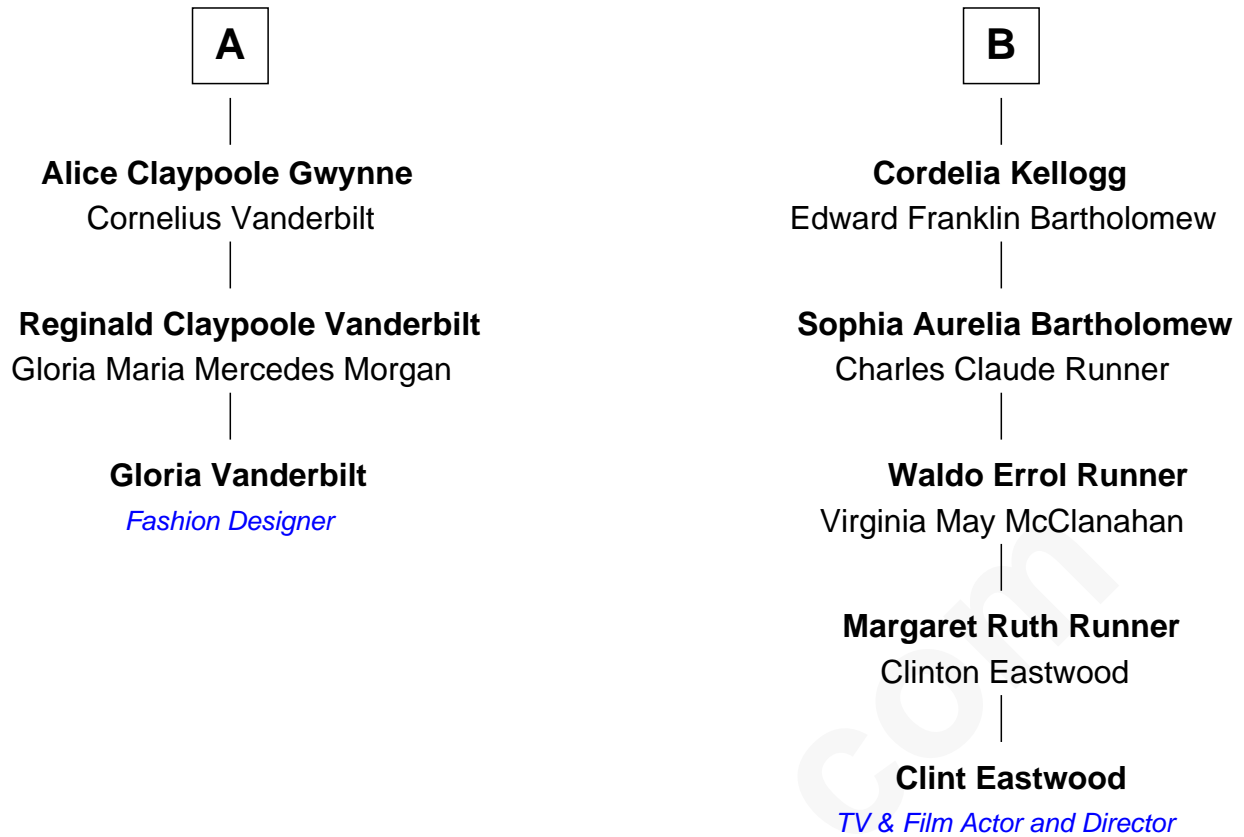 A
Alice Claypoole Gwynne
Cornelius Vanderbilt
Reginald Claypoole Vanderbilt
Gloria Maria Mercedes Morgan
Gloria Vanderbilt
Fashion Designer
B
Cordelia Kellogg
Edward Franklin Bartholomew
Sophia Aurelia Bartholomew
Charles Claude Runner
Waldo Errol Runner
Virginia May McClanahan
Margaret Ruth Runner
Clinton Eastwood
Clint Eastwood
TV & Film Actor and Director
com